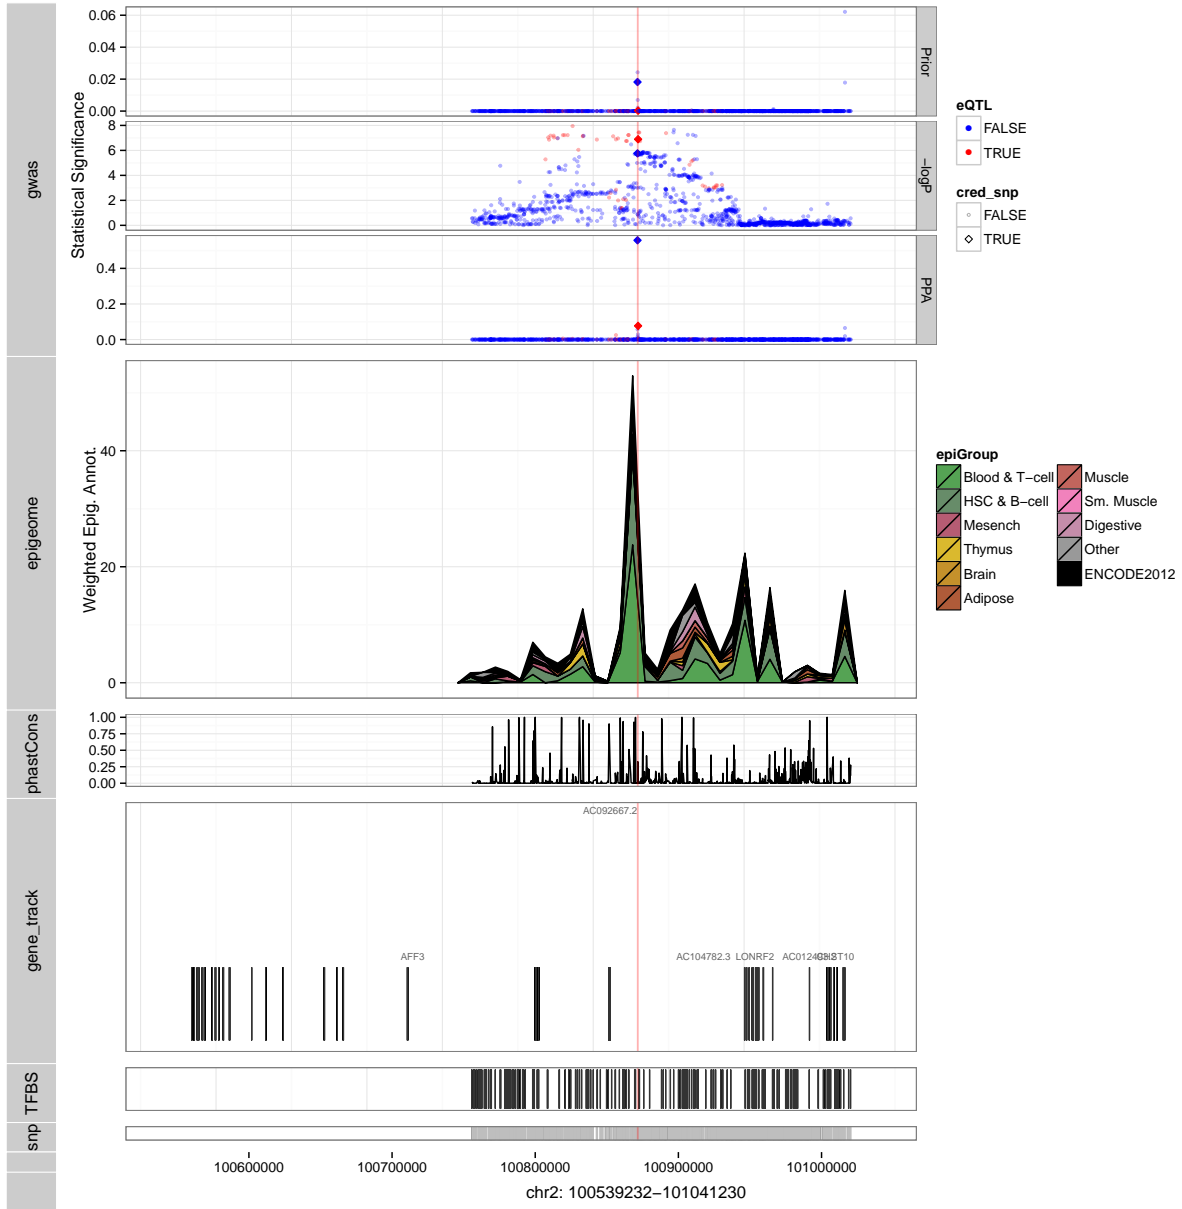 gwas
Statistical Significance
0.06
0.04
0.02
0.00
Prior
8
6
4
2
0
−logP
0.4
0.2
0.0
PPA
eQTL
FALSE
TRUE
cred_snp
FALSE
TRUE
epigeome
Weighted Epig. Annot.
40
20
0
epiGroup
Blood & T−cell
HSC & B−cell
Mesench
Thymus
Brain
Adipose
Muscle
Sm. Muscle
Digestive
Other
ENCODE2012
phastCons
1.00
0.75
0.50
0.25
0.00
gene_track
AC092667.2
AFF3
AC104782.3
LONRF2
TFBS
snp
100600000
100700000
100800000
100900000
101000000
chr2: 100539232−101041230